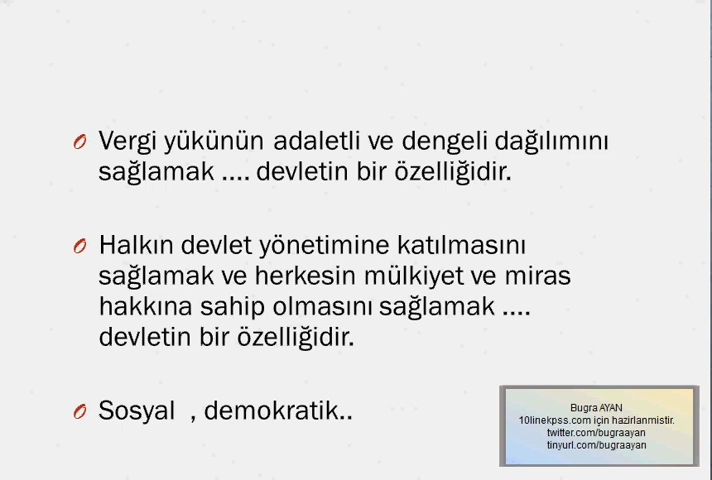 Vergi yükünün adaletli ve dengeli dağılımını
sağlamak .... devletin bir özelliğidir.
Halkın devlet yönetimine katılmasını
sağlamak ve herkesin mülkiyet ve miras
hakkına sahip olmasını sağlamak ....
devletin bir özelliğidir.
Sosyal , demokratik..
Bugra AYAN
10linekpss.com için hazirlanmistir.
twitter.com/bugraayan
tinyurl.com/bugraayan